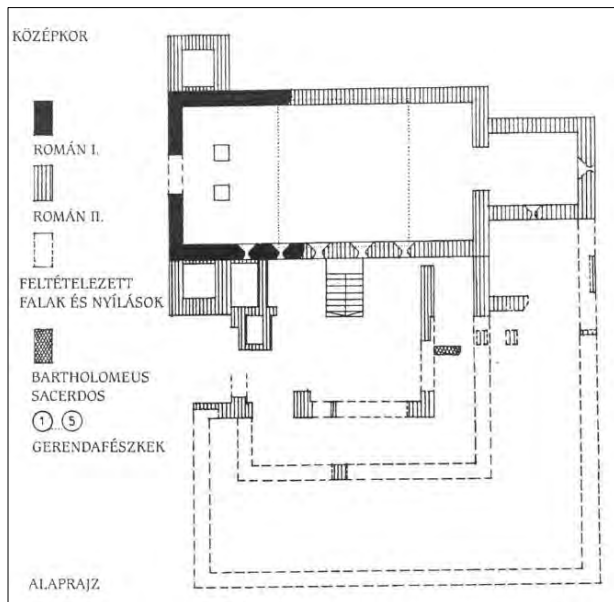 KÖZÉPKOR
ROMÁN I.
ROMÁN II.
FELTÉTELEZETT
FALAK ÉS NYÍLÁSOK
BARTHOLOMEUS
SACERDOS
1...5
GERENDAFÉSZKEK
ALAPRAJZ